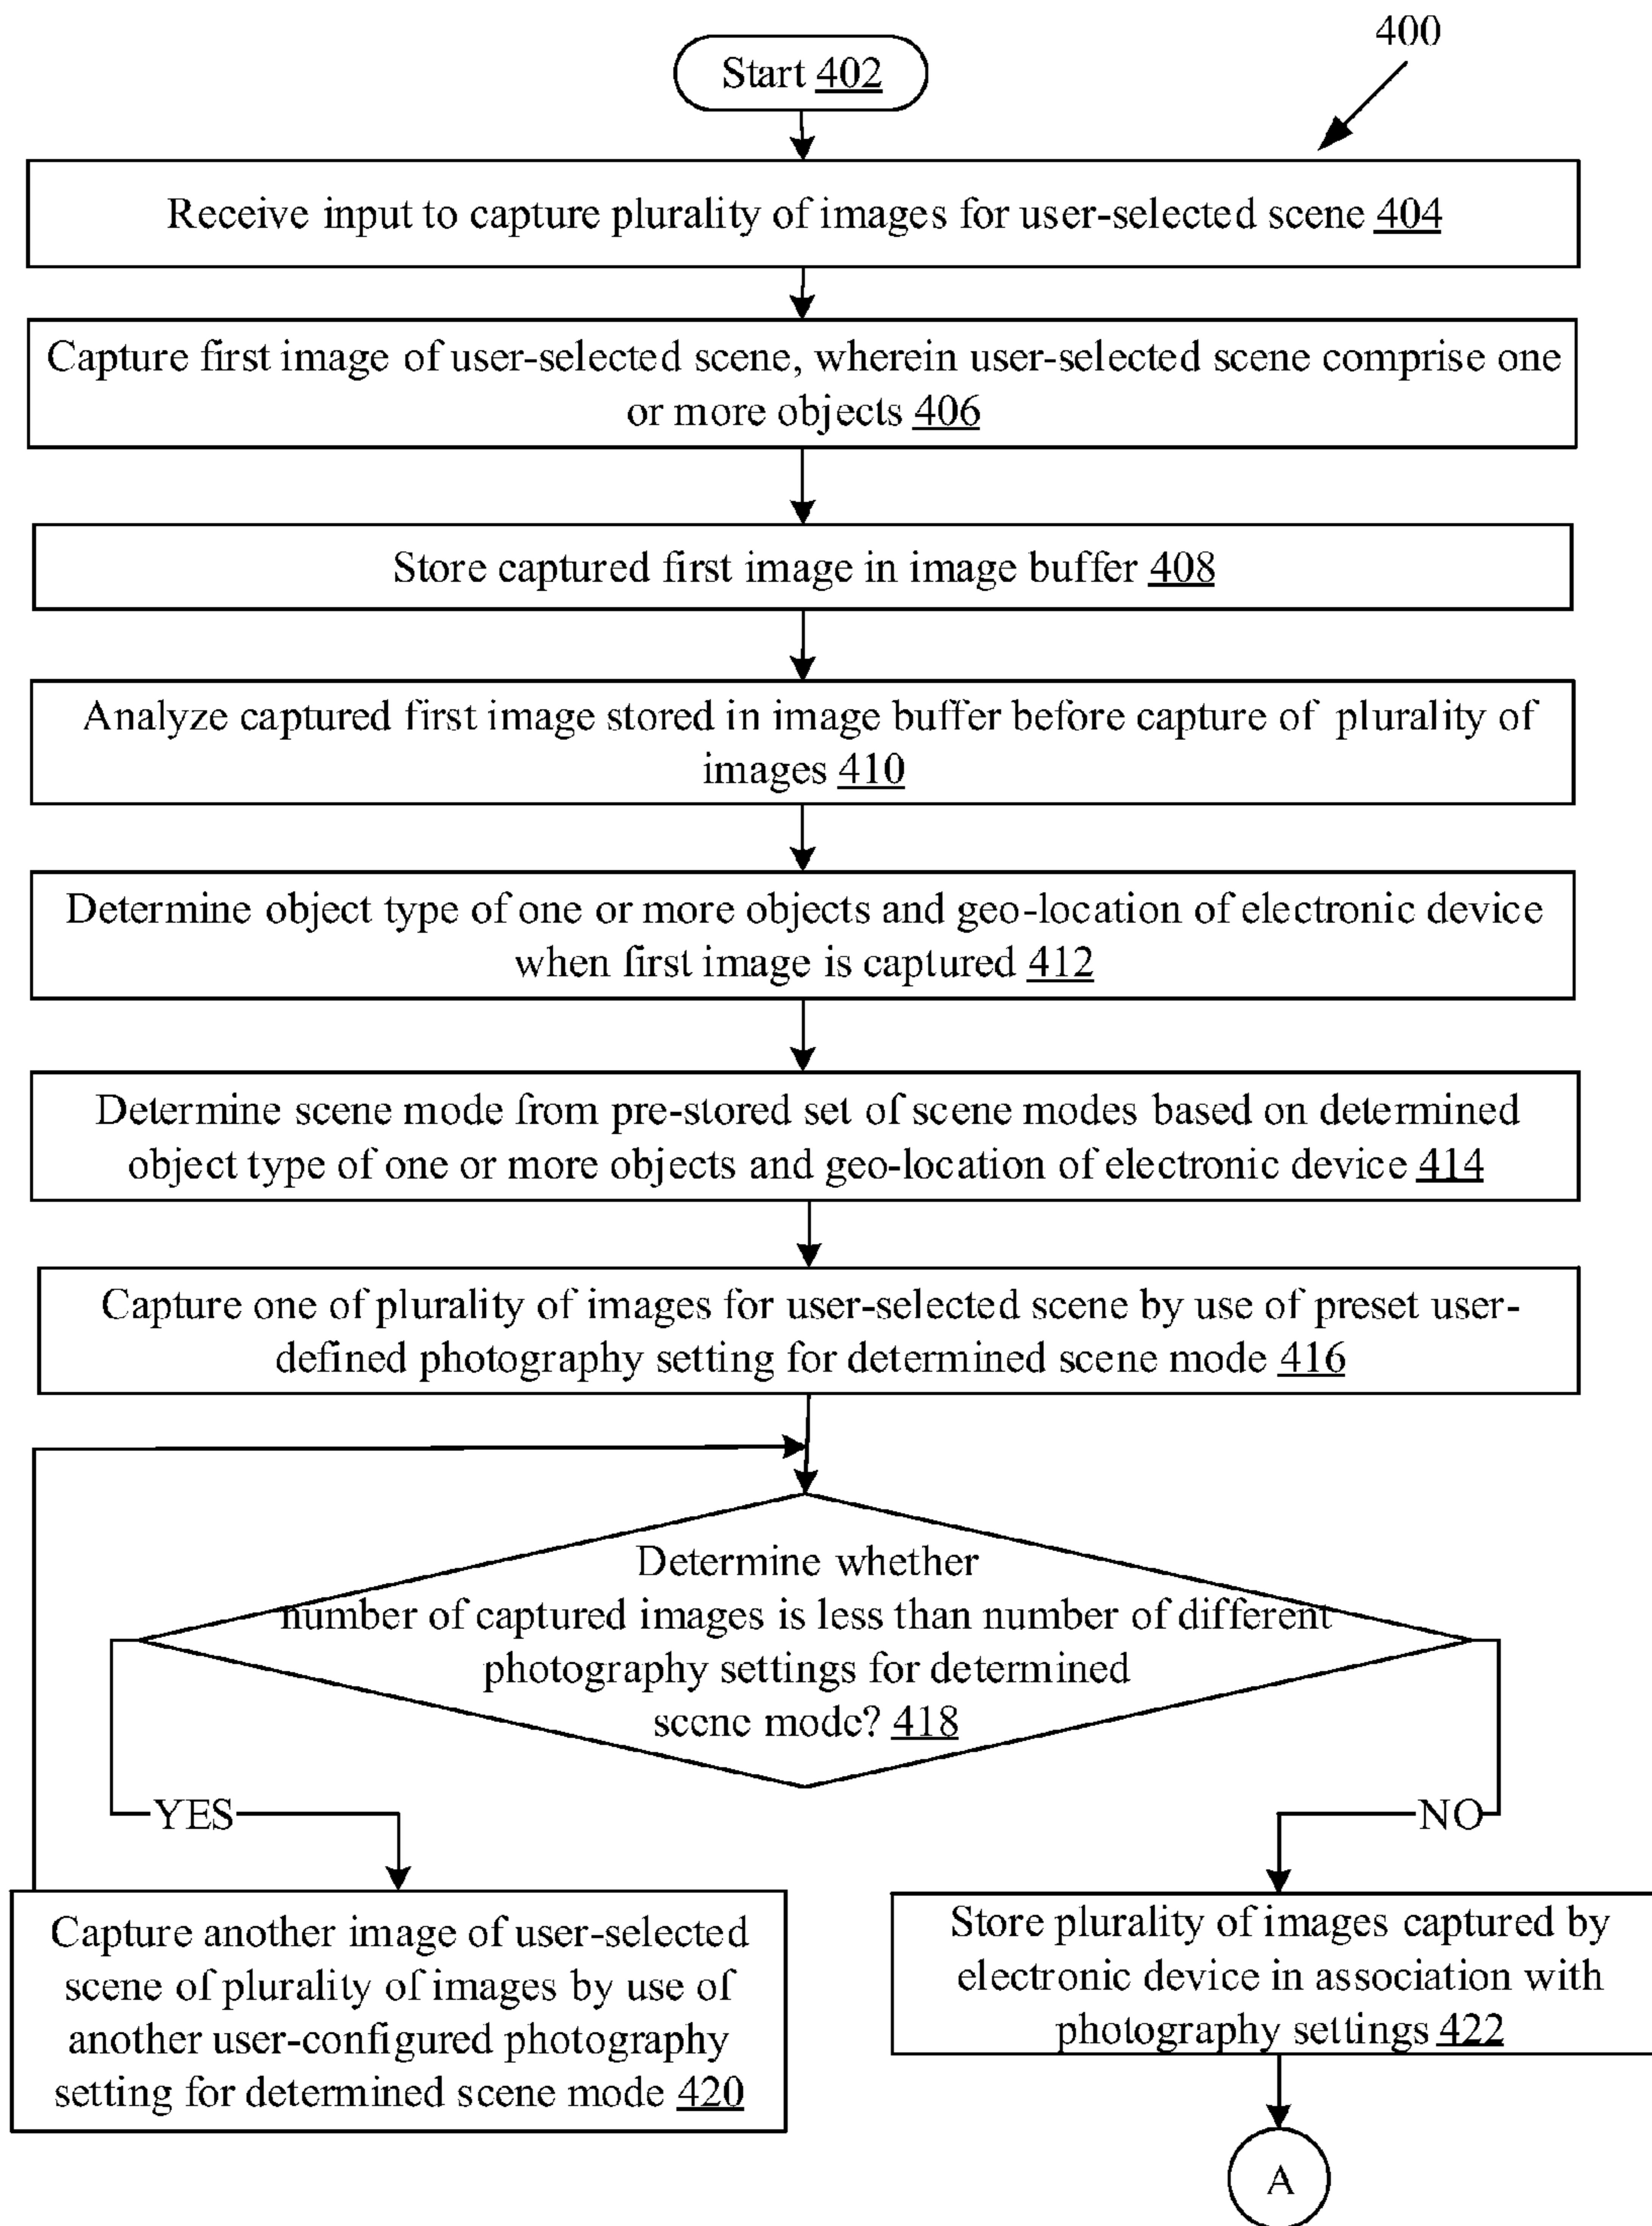 400
Start 402
Receive input to capture plurality of images for user-selected scene 404
Capture first image of user-selected scene, wherein user-selected scene comprise one
or more objects 406
Store captured first image in image buffer 408
Analyze captured first image stored in image buffer before capture of plurality of
images 410
Determine object type of one or more objects and geo-location of electronic device
when first image is captured 412
Determine scene mode from pre-stored set of scene modes based on determined
object type of one or more objects and geo-location of electronic device 414
Capture one of plurality of images for user-selected scene by use of preset user-
defined photography setting for determined scene mode 416
Determine whether
number of captured images is less than number of different
photography settings for determined
scene mode? 418
YES
NO
Capture another image of user-selected
scene of plurality of images by use of
another user-configured photography
setting for determined scene mode 420
Store plurality of images captured by
electronic device in association with
photography settings 422
A